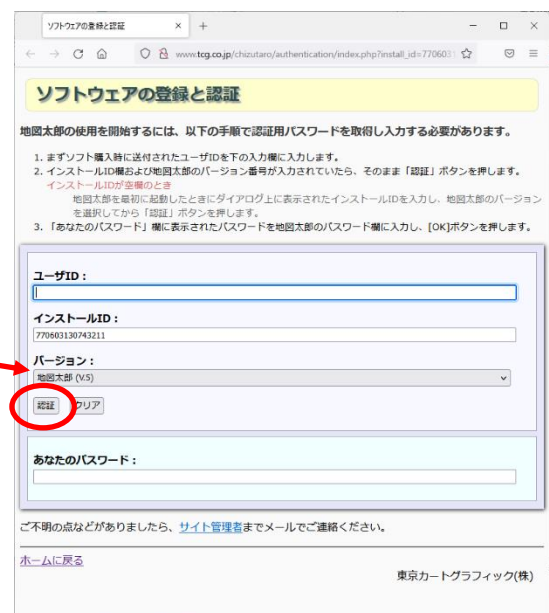 ソフトウェアの登録と認証
www.tcg.co.jp/chizutaro/authentication/index.php?install_id=770603
ソフトウェアの登録と認証
地図太郎の使用を開始するには、以下の手順で認証用パスワードを取得し入力する必要があります。
1. まずソフト購入時に送付されたユーザIDを下の入力欄に入力します。
2. インストールID欄および地図太郎のバージョン番号が入力されていたら、そのまま「認証」ボタンを押します。
インストールIDが空欄のとき
地図太郎を最初に起動したときにダイアログ上に表示されたインストールIDを入力し、地図太郎のバージョン
を選択してから「認証」ボタンを押します。
3. 「あなたのパスワード」欄に表示されたパスワードを地図太郎のパスワード欄に入力し、[OK]ボタンを押します。
ユーザID：
インストールID：
770603130743211
バージョン：
地図太郎 (V.5)
認証 クリア
あなたのパスワード：
ご不明の点などがありましたら、サイト管理者までメールでご連絡ください。
ホームに戻る
東京カートグラフィック(株)